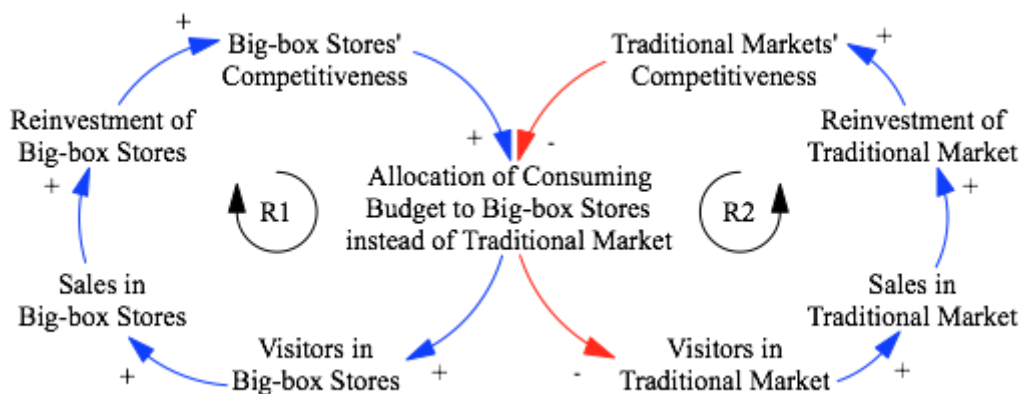 Big-box Stores'
Competitiveness
+
Traditional Markets'
Competitiveness
+
Reinvestment of
Big-box Stores
+
Reinvestment of
Traditional Market
+
+
-
Allocation of Consuming
Budget to Big-box Stores
instead of Traditional Market
R1
R2
Sales in
Big-box Stores
+
Sales in
Traditional Market
+
Visitors in
Big-box Stores
+
Visitors in
Traditional Market
-